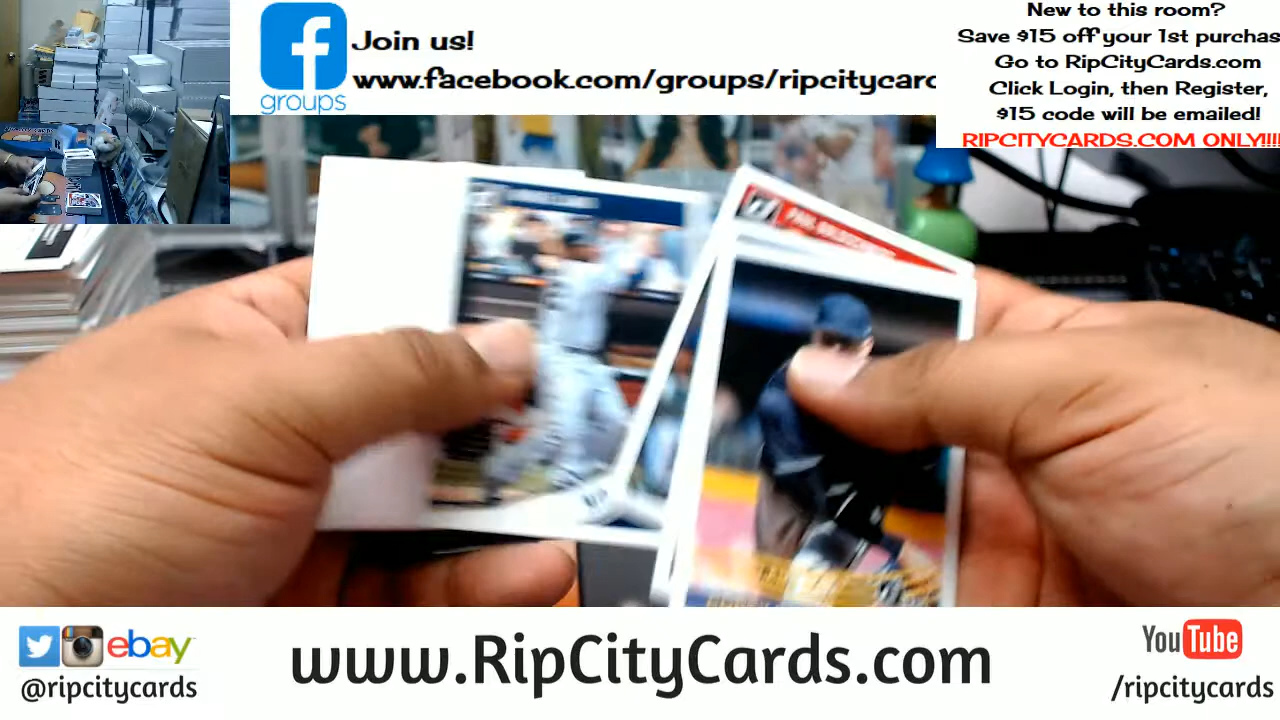 Join us!
www.facebook.com/groups/ripcitycarc
groups
New to this room?
Save $15 off your 1st purchas
Go to RipCityCards.com
Click Login, then Register,
$15 code will be emailed!
RIPCITYCARDS.COM ONLY!!!!
ebay
@ripcitycards
www.RipCityCards.com
YouTube
/ripcitycards